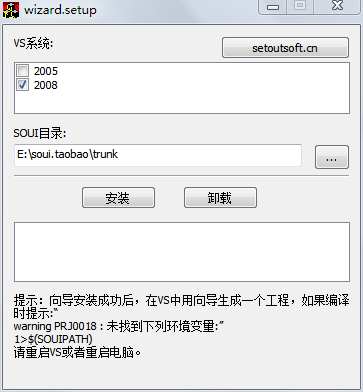 wizard.setup
VS系统:
setoutsoft.cn
2005
2008
SOUI目录:
E:\soui.taobao\trunk
...
安装
卸载
提示：向导安装成功后，在VS中用向导生成一个工程，如果编译
时提示:“
warning PRJ0018 : 未找到下列环境变量:”
1>$(SOUIPATH)
请重启VS或者重启电脑。